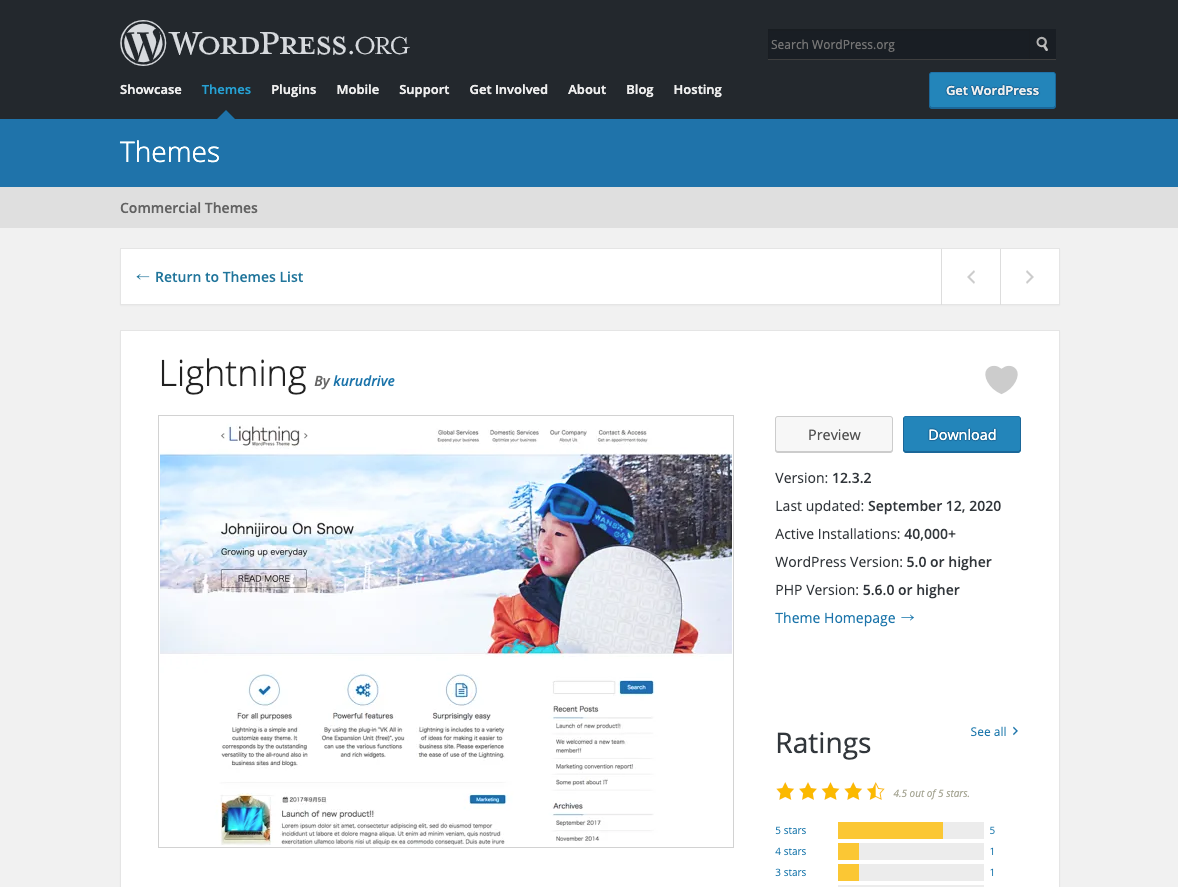 WORDPRESS.ORG
Search WordPress.org
Showcase Themes Plugins Mobile Support Get Involved About Blog Hosting
Get WordPress
Themes
Commercial Themes
← Return to Themes List
Lightning By kurudrive
Preview
Download
Version: 12.3.2
Last updated: September 12, 2020
Active Installations: 40,000+
WordPress Version: 5.0 or higher
PHP Version: 5.6.0 or higher
Theme Homepage →
‹ Lightning ›
WordPress Theme
Global Services Domestic Services Our Company Contact & Access
Expand your business Optimize your business About Us Get an appointment today
Johnijirou On Snow
Growing up everyday
READ MORE
For all purposes
Lightning is a simple and
customize easy theme. It
corresponds by the outstanding
versatility to the all-round also in
business sites and blogs.
Powerful features
By using the plug-in "VK All in
One Expansion Unit (free)", you
can use the various functions
and rich widgets.
Surprisingly easy
Lightning is includes to a variety
of ideas for making it easier to
business site. Please experience
the ease of use of the Lightning.
Search
Recent Posts
Launch of new product!!
We welcomed a new team
member!!
Marketing convention report!
Some post about IT
Archives
September 2017
November 2014
2017年9月5日
Marketing
Launch of new product!!
Lorem ipsum dolor sit amet, consectetur adipiscing elit, sed do eiusmod tempor
incididunt ut labore et dolore magna aliqua. Ut enim ad minim veniam, quis nostrud
exercitation ullamco laboris nisi ut aliquip ex ea commodo consequat. Duis aute irure
Ratings
See all
4.5 out of 5 stars.
5 stars 5
4 stars 1
3 stars 1